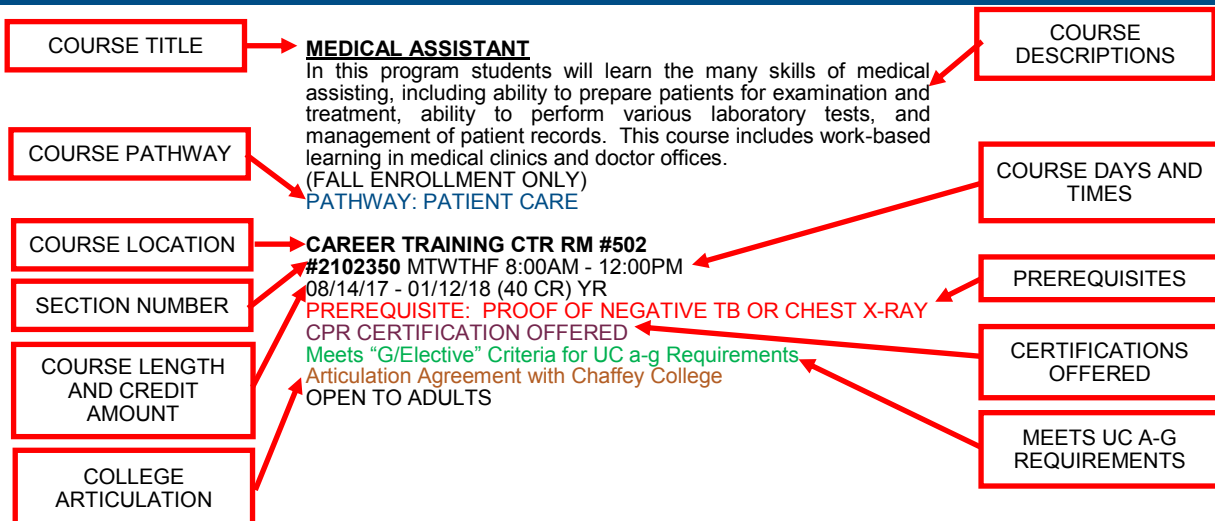 COURSE TITLE
COURSE PATHWAY
COURSE LOCATION
SECTION NUMBER
COURSE LENGTH
AND CREDIT
AMOUNT
COLLEGE
ARTICULATION
MEDICAL ASSISTANT
In this program students will learn the many skills of medical
assisting, including ability to prepare patients for examination and
treatment, ability to perform various laboratory tests, and
management of patient records. This course includes work-based
learning in medical clinics and doctor offices.
(FALL ENROLLMENT ONLY)
PATHWAY: PATIENT CARE
CAREER TRAINING CTR RM #502
#2102350 MTWTHF 8:00AM - 12:00PM
08/14/17 - 01/12/18 (40 CR) YR
PREREQUISITE: PROOF OF NEGATIVE TB OR CHEST X-RAY
CPR CERTIFICATION OFFERED
Meets “G/Elective” Criteria for UC a-g Requirements
Articulation Agreement with Chaffey College
OPEN TO ADULTS
COURSE
DESCRIPTIONS
COURSE DAYS AND
TIMES
PREREQUISITES
CERTIFICATIONS
OFFERED
MEETS UC A-G
REQUIREMENTS